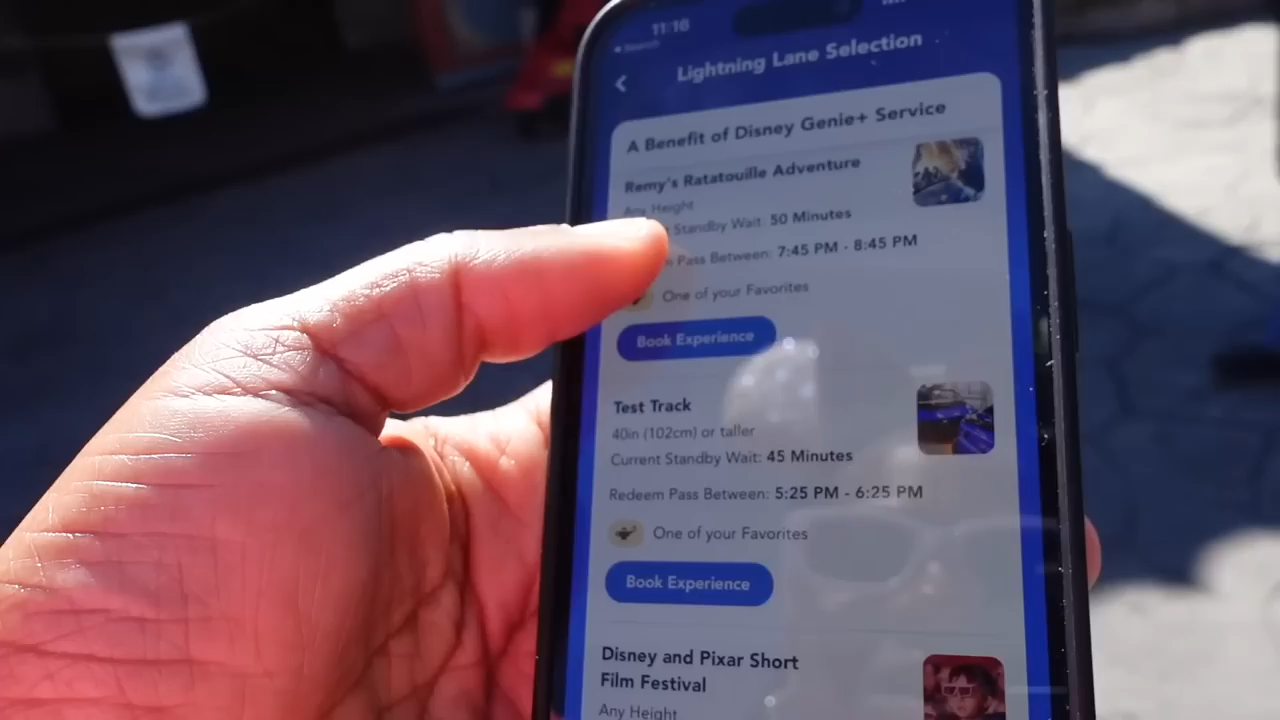 11:16
Search
Lightning Lane Selection
A Benefit of Disney Genie+ Service
Remy's Ratatouille Adventure
Any Height
Standby Wait: 50 Minutes
Pass Between: 7:45 PM - 8:45 PM
One of your Favorites
Book Experience
Test Track
40in (102cm) or taller
Current Standby Wait: 45 Minutes
Redeem Pass Between: 5:25 PM - 6:25 PM
One of your Favorites
Book Experience
Disney and Pixar Short
Film Festival
Any Height